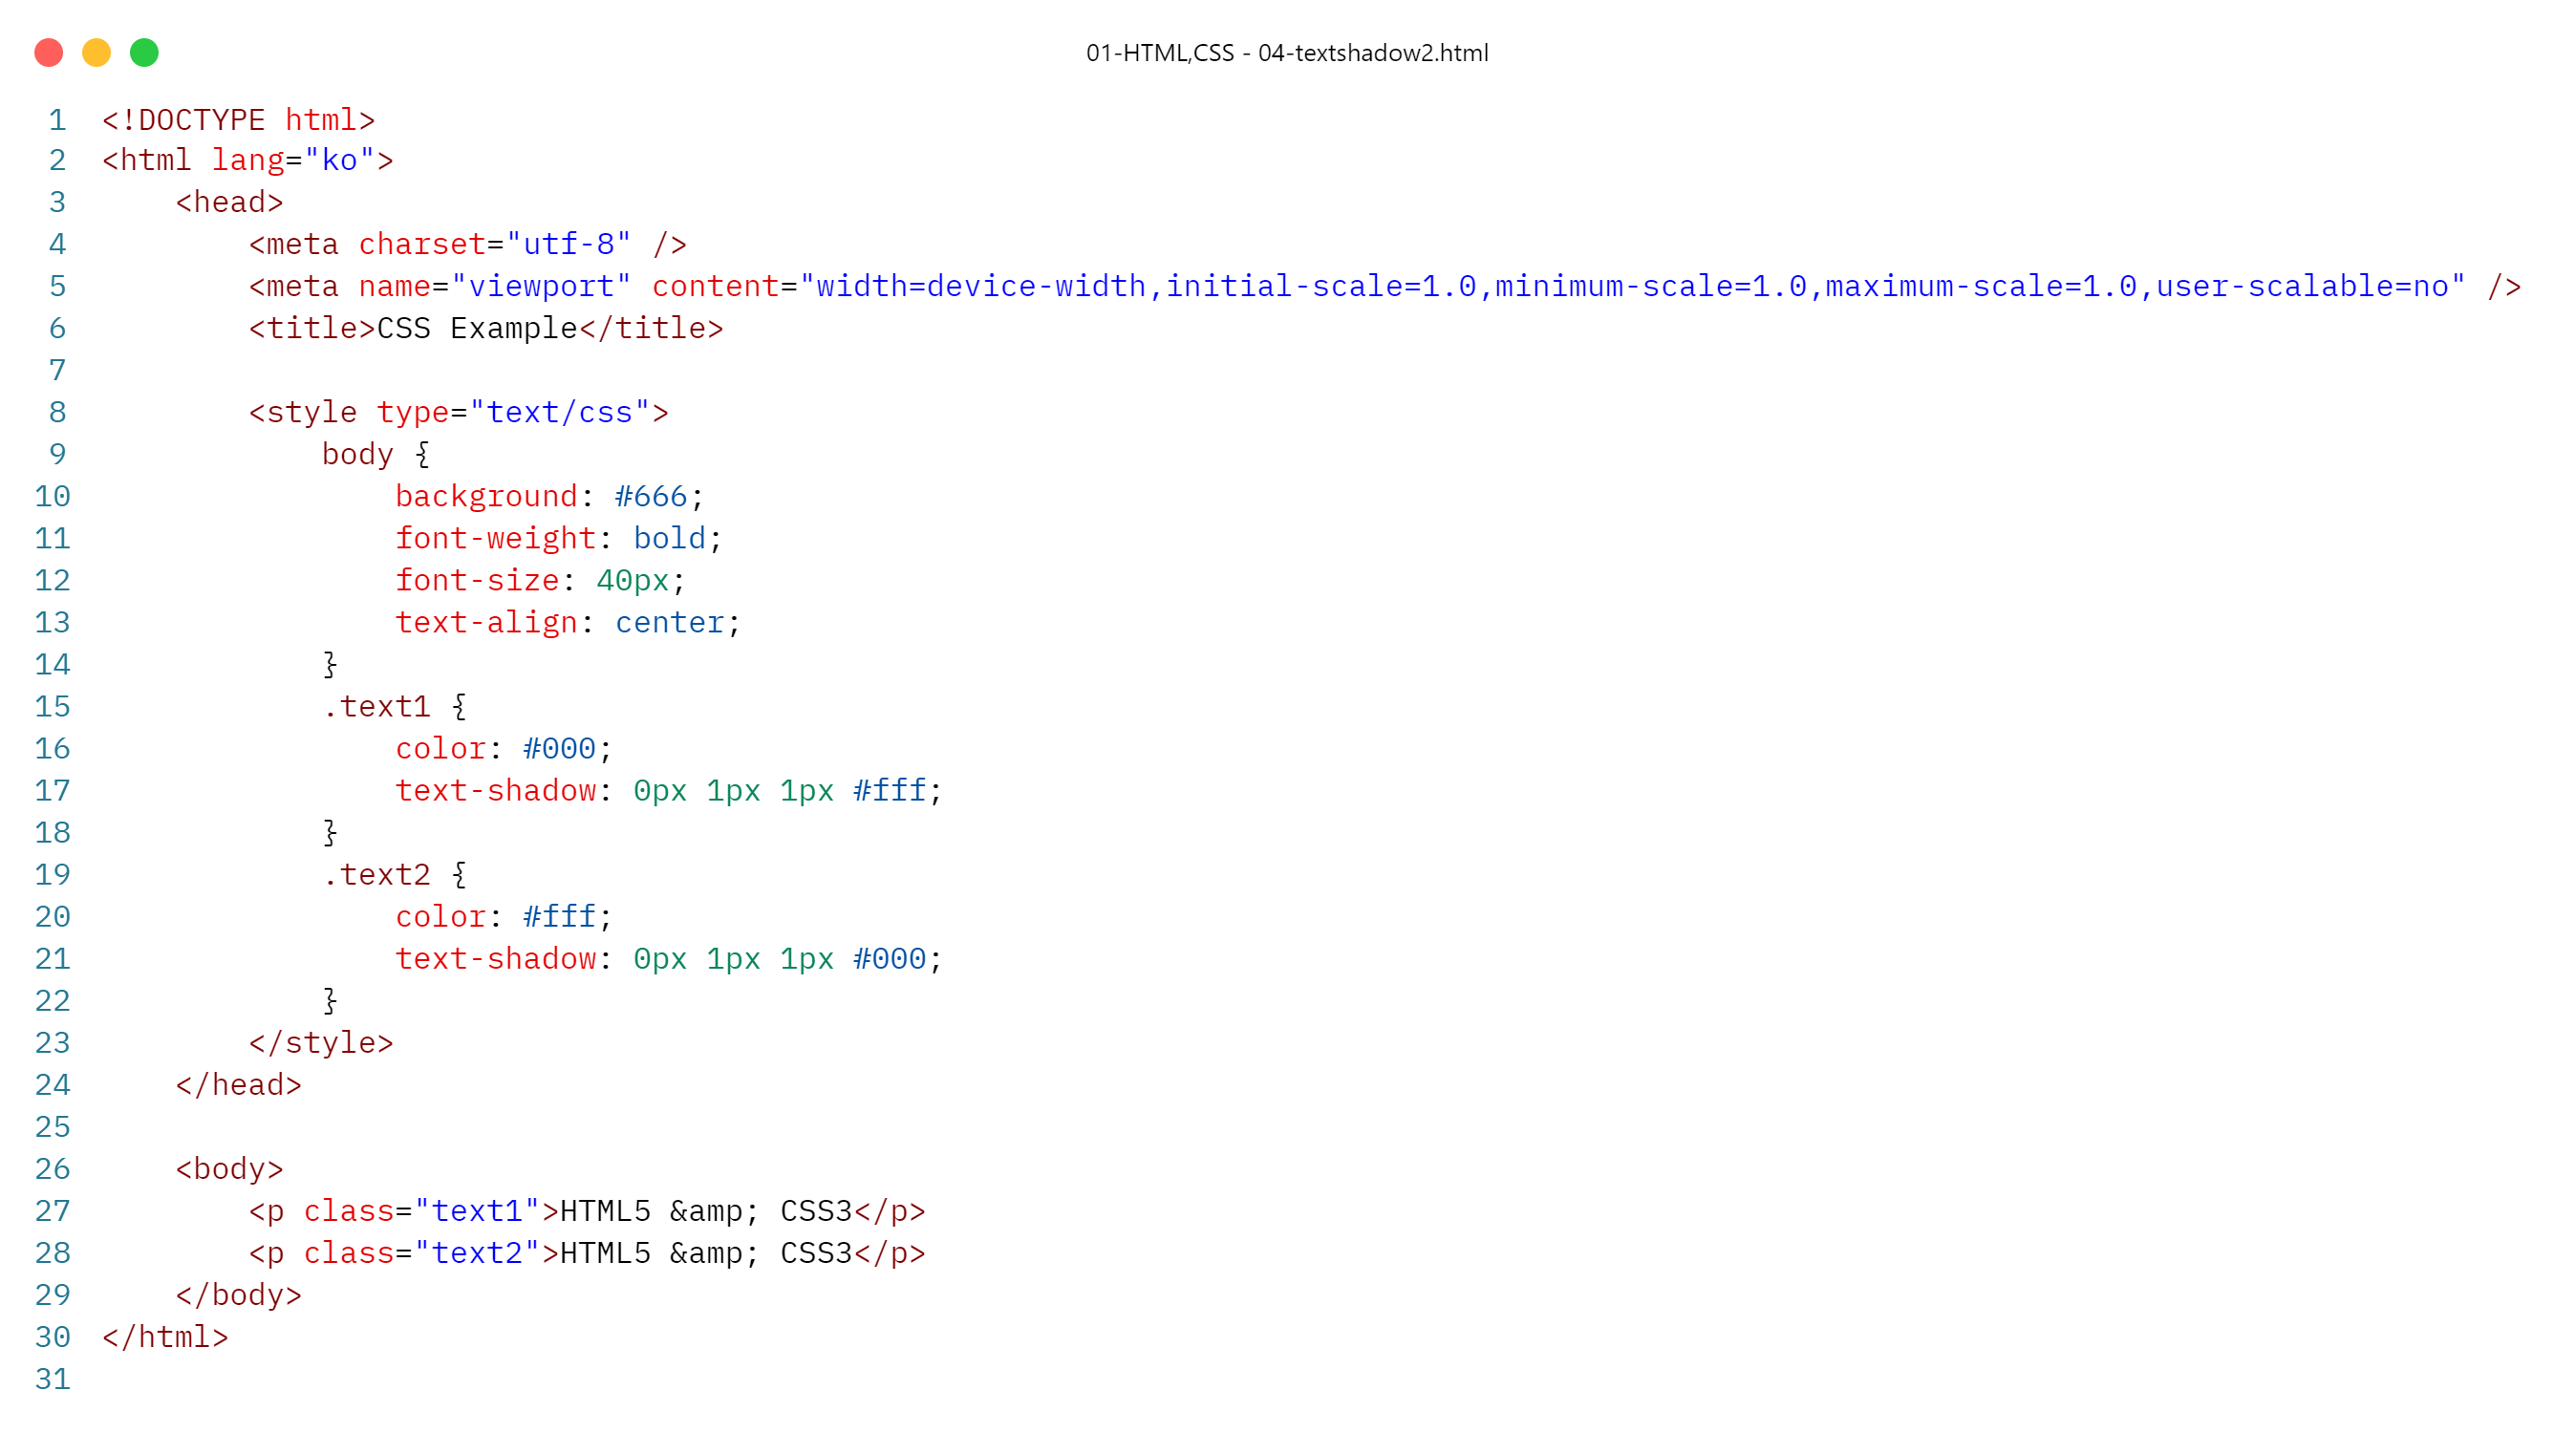 01-HTML,CSS - 04-textshadow2.html
1 <!DOCTYPE html>
2 <html lang="ko">
3     <head>
4         <meta charset="utf-8" />
5         <meta name="viewport" content="width=device-width,initial-scale=1.0,minimum-scale=1.0,maximum-scale=1.0,user-scalable=no" />
6         <title>CSS Example</title>
7
8         <style type="text/css">
9             body {
10                 background: #666;
11                 font-weight: bold;
12                 font-size: 40px;
13                 text-align: center;
14             }
15             .text1 {
16                 color: #000;
17                 text-shadow: 0px 1px 1px #fff;
18             }
19             .text2 {
20                 color: #fff;
21                 text-shadow: 0px 1px 1px #000;
22             }
23         </style>
24     </head>
25
26     <body>
27         <p class="text1">HTML5 &amp; CSS3</p>
28         <p class="text2">HTML5 &amp; CSS3</p>
29     </body>
30 </html>
31